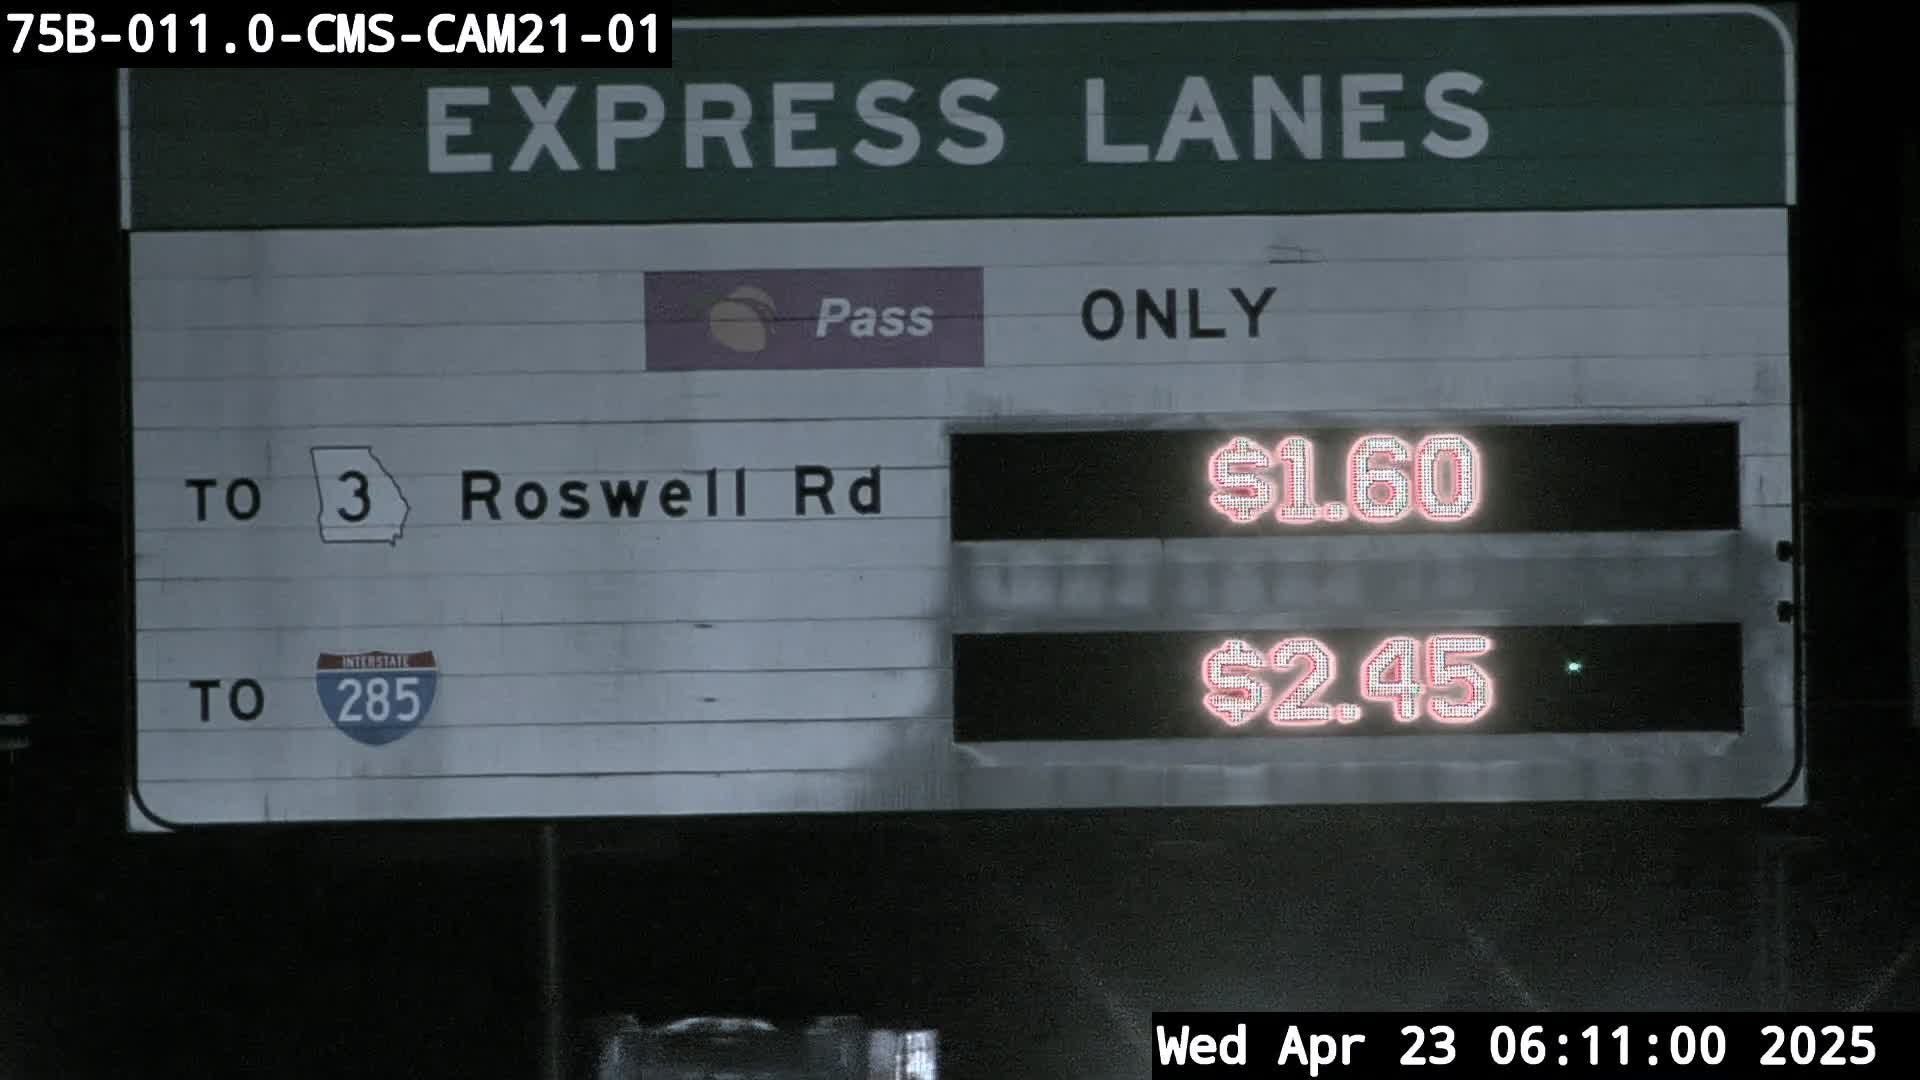 75B-011.0-CMS-CAM21-01
EXPRESS LANES
Pass ONLY
TO 3 Roswell Rd $1.60
TO INTERSTATE 285 $2.45
Wed Apr 23 06:11:00 2025